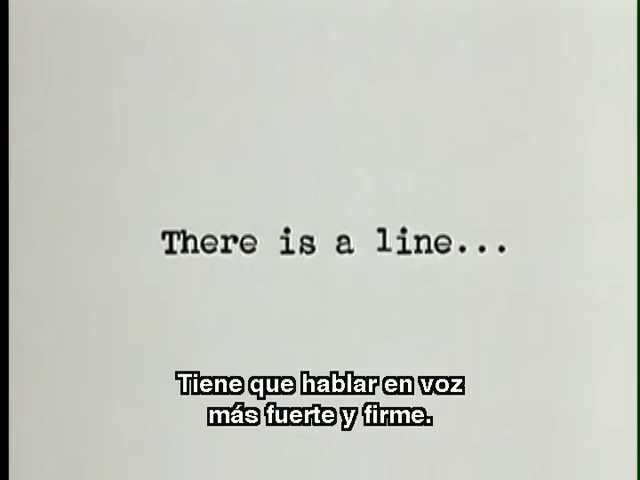 There is a line...
Tiene que hablar en voz
más fuerte y firme.